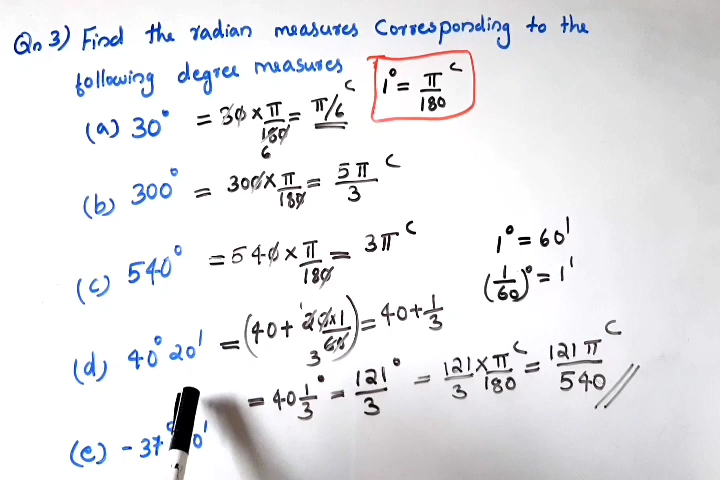 Qn 3) Find the radian measures Corresponding to the
following degree measures
1° = π/180 ᶜ
(a) 30° = 30 × π/180 = π/6 ᶜ
6
(b) 300° = 300 × π/180 = 5π/3 ᶜ
(c) 540° = 540 × π/180 = 3π ᶜ
1° = 60'
(1/60)° = 1'
(d) 40° 20' = (40 + 20×1/60) = 40 + 1/3
1
3
= 40 1/3° = 121/3° = 121/3 × π/180 ᶜ = 121π/540 ᶜ //
(e) -37° 0'